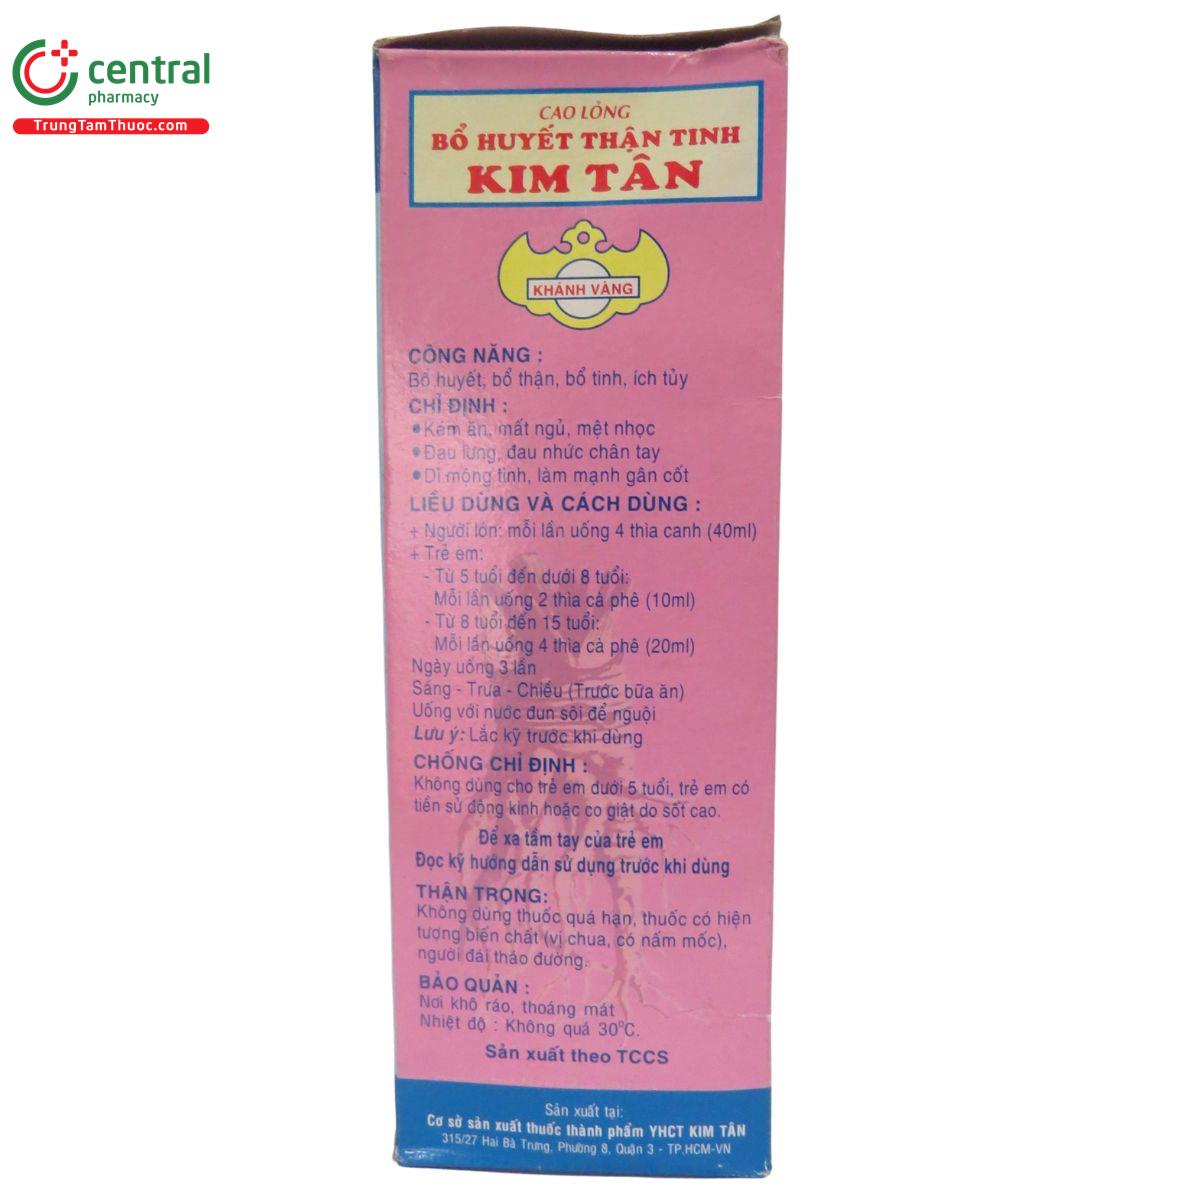 central
pharmacy
TrungTamThuoc.com
CAO LỎNG
BỔ HUYẾT THẬN TINH
KIM TÂN
KHÁNH VÀNG
CÔNG NĂNG :
Bổ huyết, bổ thận, bổ tinh, ích tủy
CHỈ ĐỊNH :
•Kém ăn, mất ngủ, mệt nhọc
•Đau lưng, đau nhức chân tay
•Di mộng tinh, làm mạnh gân cốt
LIỀU DÙNG VÀ CÁCH DÙNG :
+ Người lớn: mỗi lần uống 4 thìa canh (40ml)
+ Trẻ em:
- Từ 5 tuổi đến dưới 8 tuổi:
Mỗi lần uống 2 thìa cà phê (10ml)
- Từ 8 tuổi đến 15 tuổi:
Mỗi lần uống 4 thìa cà phê (20ml)
Ngày uống 3 lần
Sáng - Trưa - Chiều (Trước bữa ăn)
Uống với nước đun sôi để nguội
Lưu ý: Lắc kỹ trước khi dùng
CHỐNG CHỈ ĐỊNH :
Không dùng cho trẻ em dưới 5 tuổi, trẻ em có
tiền sử động kinh hoặc co giật do sốt cao.
Để xa tầm tay của trẻ em
Đọc kỹ hướng dẫn sử dụng trước khi dùng
THẬN TRỌNG:
Không dùng thuốc quá hạn, thuốc có hiện
tượng biến chất (vị chua, có nấm mốc),
người đái tháo đường.
BẢO QUẢN :
Nơi khô ráo, thoáng mát
Nhiệt độ : Không quá 30°C.
Sản xuất theo TCCS
Sản xuất tại:
Cơ sở sản xuất thuốc thành phẩm YHCT KIM TÂN
315/27 Hai Bà Trưng, Phường 8, Quận 3 - TP.HCM-VN